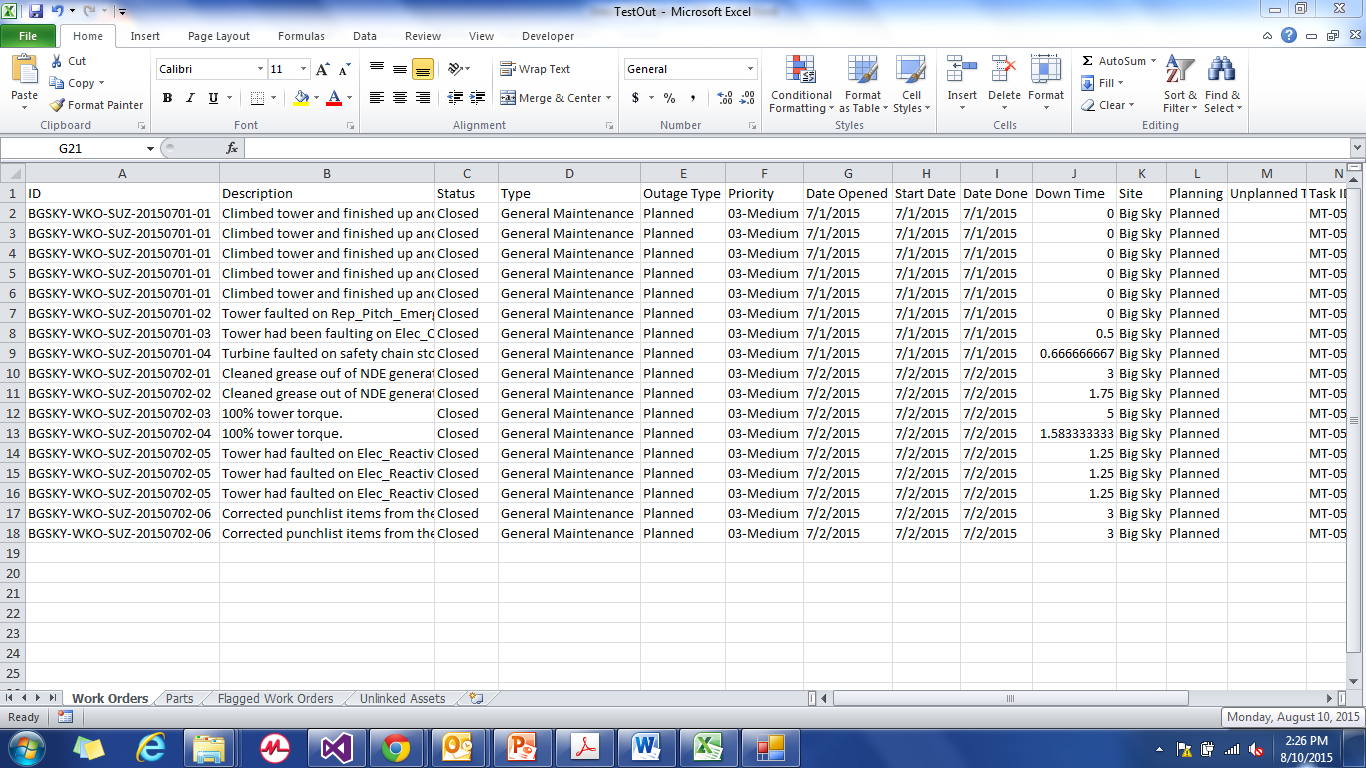 TestOut - Microsoft Excel
File Home Insert Page Layout Formulas Data Review View Developer
Cut Calibri 11 Wrap Text General AutoSum
Copy Fill
Paste Format Painter Merge & Center Conditional Formatting Format as Table Cell Styles Insert Delete Format Clear Sort & Filter Find & Select
Clipboard Font Alignment Number Styles Cells Editing
G21 fx
A B C D E F G H I J K L M N
1 ID Description Status Type Outage Type Priority Date Opened Start Date Date Done Down Time Site Planning Unplanned T Task I
2 BGSKY-WKO-SUZ-20150701-01 Climbed tower and finished up and Closed General Maintenance Planned 03-Medium 7/1/2015 7/1/2015 7/1/2015 0 Big Sky Planned MT-05
3 BGSKY-WKO-SUZ-20150701-01 Climbed tower and finished up and Closed General Maintenance Planned 03-Medium 7/1/2015 7/1/2015 7/1/2015 0 Big Sky Planned MT-05
4 BGSKY-WKO-SUZ-20150701-01 Climbed tower and finished up and Closed General Maintenance Planned 03-Medium 7/1/2015 7/1/2015 7/1/2015 0 Big Sky Planned MT-05
5 BGSKY-WKO-SUZ-20150701-01 Climbed tower and finished up and Closed General Maintenance Planned 03-Medium 7/1/2015 7/1/2015 7/1/2015 0 Big Sky Planned MT-05
6 BGSKY-WKO-SUZ-20150701-01 Climbed tower and finished up and Closed General Maintenance Planned 03-Medium 7/1/2015 7/1/2015 7/1/2015 0 Big Sky Planned MT-05
7 BGSKY-WKO-SUZ-20150701-02 Tower faulted on Rep_Pitch_Emerg Closed General Maintenance Planned 03-Medium 7/1/2015 7/1/2015 7/1/2015 0 Big Sky Planned MT-05
8 BGSKY-WKO-SUZ-20150701-03 Tower had been faulting on Elec_C Closed General Maintenance Planned 03-Medium 7/1/2015 7/1/2015 7/1/2015 0.5 Big Sky Planned MT-05
9 BGSKY-WKO-SUZ-20150701-04 Turbine faulted on safety chain sto Closed General Maintenance Planned 03-Medium 7/1/2015 7/1/2015 7/1/2015 0.666666667 Big Sky Planned MT-05
10 BGSKY-WKO-SUZ-20150702-01 Cleaned grease out of NDE generat Closed General Maintenance Planned 03-Medium 7/2/2015 7/2/2015 7/2/2015 3 Big Sky Planned MT-05
11 BGSKY-WKO-SUZ-20150702-02 Cleaned grease out of NDE generat Closed General Maintenance Planned 03-Medium 7/2/2015 7/2/2015 7/2/2015 1.75 Big Sky Planned MT-05
12 BGSKY-WKO-SUZ-20150702-03 100% tower torque. Closed General Maintenance Planned 03-Medium 7/2/2015 7/2/2015 7/2/2015 5 Big Sky Planned MT-05
13 BGSKY-WKO-SUZ-20150702-04 100% tower torque. Closed General Maintenance Planned 03-Medium 7/2/2015 7/2/2015 7/2/2015 1.583333333 Big Sky Planned MT-05
14 BGSKY-WKO-SUZ-20150702-05 Tower had faulted on Elec_Reactiv Closed General Maintenance Planned 03-Medium 7/2/2015 7/2/2015 7/2/2015 1.25 Big Sky Planned MT-05
15 BGSKY-WKO-SUZ-20150702-05 Tower had faulted on Elec_Reactiv Closed General Maintenance Planned 03-Medium 7/2/2015 7/2/2015 7/2/2015 1.25 Big Sky Planned MT-05
16 BGSKY-WKO-SUZ-20150702-05 Tower had faulted on Elec_Reactiv Closed General Maintenance Planned 03-Medium 7/2/2015 7/2/2015 7/2/2015 1.25 Big Sky Planned MT-05
17 BGSKY-WKO-SUZ-20150702-06 Corrected punchlist items from the Closed General Maintenance Planned 03-Medium 7/2/2015 7/2/2015 7/2/2015 3 Big Sky Planned MT-05
18 BGSKY-WKO-SUZ-20150702-06 Corrected punchlist items from the Closed General Maintenance Planned 03-Medium 7/2/2015 7/2/2015 7/2/2015 3 Big Sky Planned MT-05
19
20
21
22
23
24
25
Work Orders Parts Flagged Work Orders Unlinked Assets
Ready Monday, August 10, 2015
2:26 PM
8/10/2015